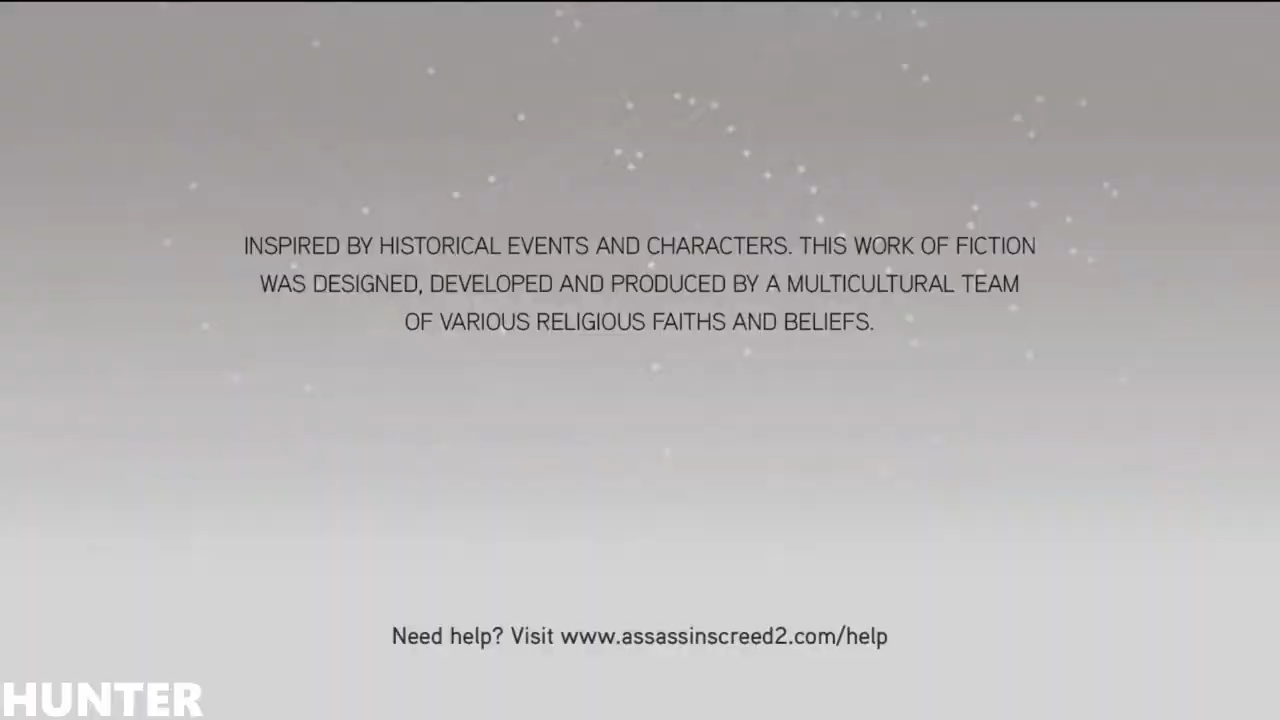 INSPIRED BY HISTORICAL EVENTS AND CHARACTERS. THIS WORK OF FICTION
WAS DESIGNED, DEVELOPED AND PRODUCED BY A MULTICULTURAL TEAM
OF VARIOUS RELIGIOUS FAITHS AND BELIEFS.
Need help? Visit www.assassinscreed2.com/help
HUNTER